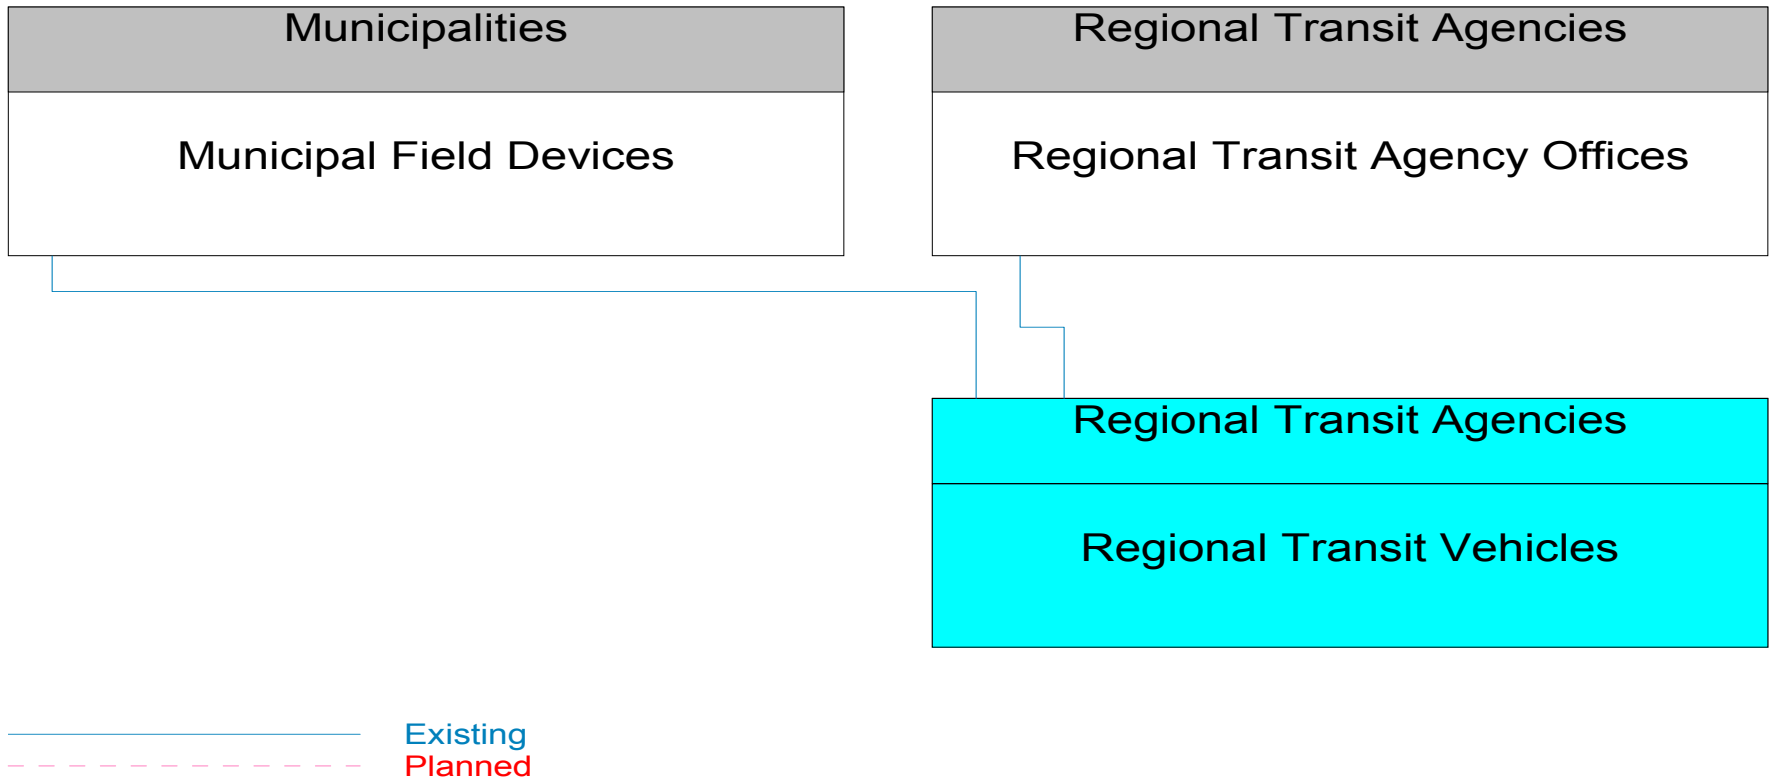 Municipalities
Municipal Field Devices
Regional Transit Agencies
Regional Transit Agency Offices
Regional Transit Agencies
Regional Transit Vehicles
Existing
Planned